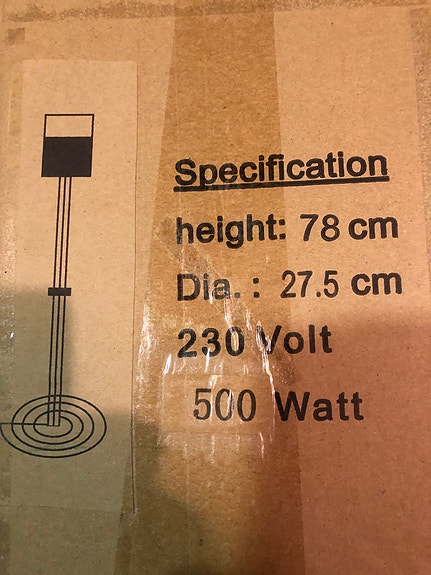 Specification
height: 78 cm
Dia. : 27.5 cm
230 Volt
500 Watt